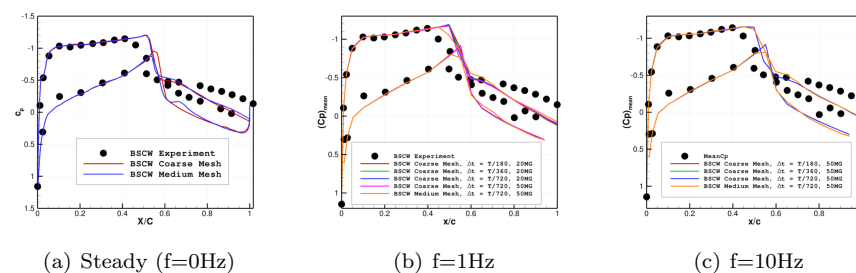 -1.5
-1
-0.5
0
0.5
1
1.5
cp
0
0.2
0.4
0.6
0.8
1
X/C
BSCW Experiment
BSCW Coarse Mesh
BSCW Medium Mesh
(a) Steady (f=0Hz)
-1
-0.5
0
0.5
1
(Cp)mean
0
0.2
0.4
0.6
0.8
1
x/c
BSCW Experiment
BSCW Coarse Mesh, Δt = T/180, 20MG
BSCW Coarse Mesh, Δt = T/360, 20MG
BSCW Coarse Mesh, Δt = T/720, 20MG
BSCW Coarse Mesh, Δt = T/720, 50MG
BSCW Medium Mesh, Δt = T/720, 50MG
(b) f=1Hz
-1
-0.5
0
0.5
1
(Cp)mean
0
0.2
0.4
0.6
0.8
x/c
MeanCp
BSCW Coarse Mesh, Δt = T/180, 50MG
BSCW Coarse Mesh, Δt = T/360, 50MG
BSCW Coarse Mesh, Δt = T/720, 50MG
BSCW Medium Mesh, Δt = T/720, 50MG
(c) f=10Hz